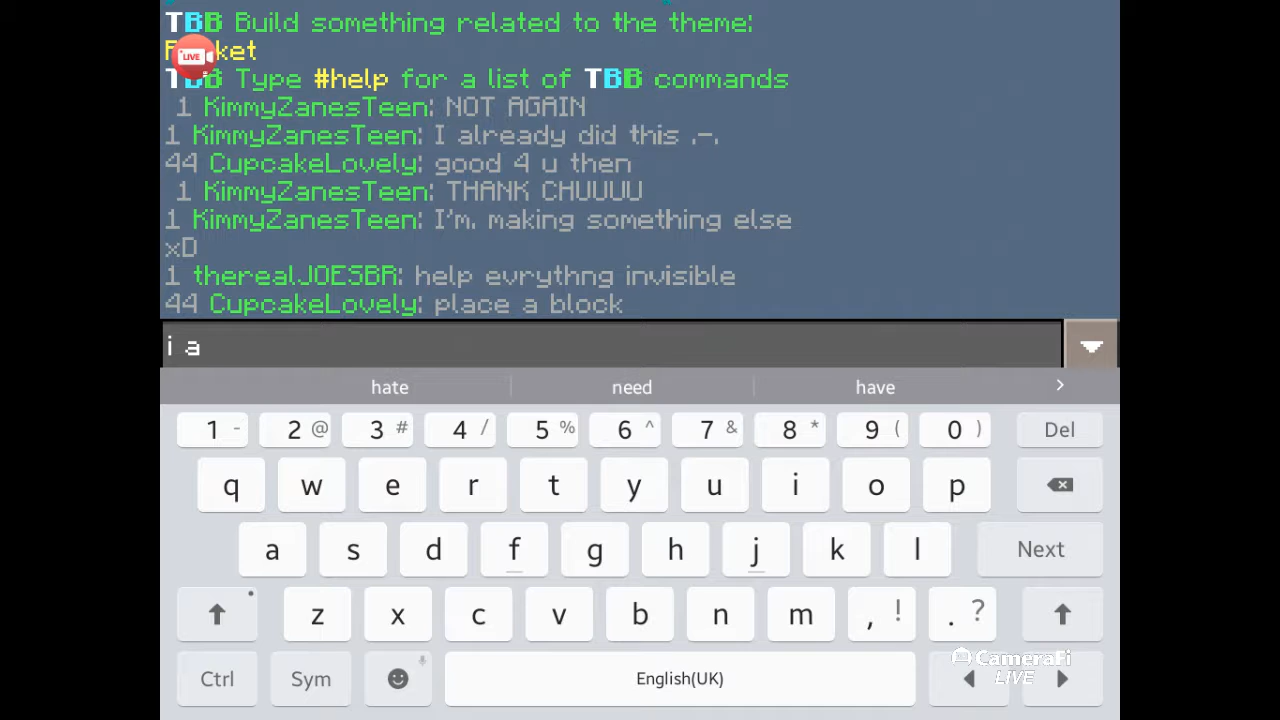 TBB Build something related to the theme:
LIVE
TBB Type #help for a list of TBB commands
1 KimmyZanesTeen: NOT AGAIN
1 KimmyZanesTeen: I already did this .-.
44 CupcakeLovely: good 4 u then
1 KimmyZanesTeen: THANK CHUUUU
1 KimmyZanesTeen: I'm. making something else
xD
1 therealJOESBR: help evrythng invisible
44 CupcakeLovely: place a block
i a
hate need have >
1 - 2 @ 3 # 4 / 5 % 6 ^ 7 & 8 * 9 ( 0 ) Del
q w e r t y u i o p
a s d f g h j k l Next
z x c v b n m , ! . ?
Ctrl Sym English(UK)
CameraFi
LIVE